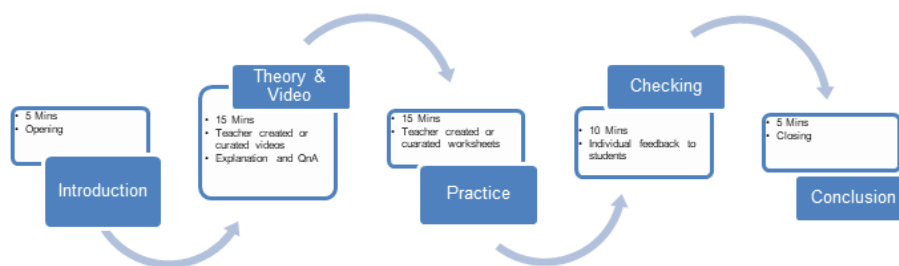 • 5 Mins
• Opening
Introduction
Theory &
Video
• 15 Mins
• Teacher created or
curated videos
• Explanation and QnA
• 15 Mins
• Teacher created or
cuarated worksheets
Practice
Checking
• 10 Mins
• Individual feedback to
students
• 5 Mins
• Closing
Conclusion